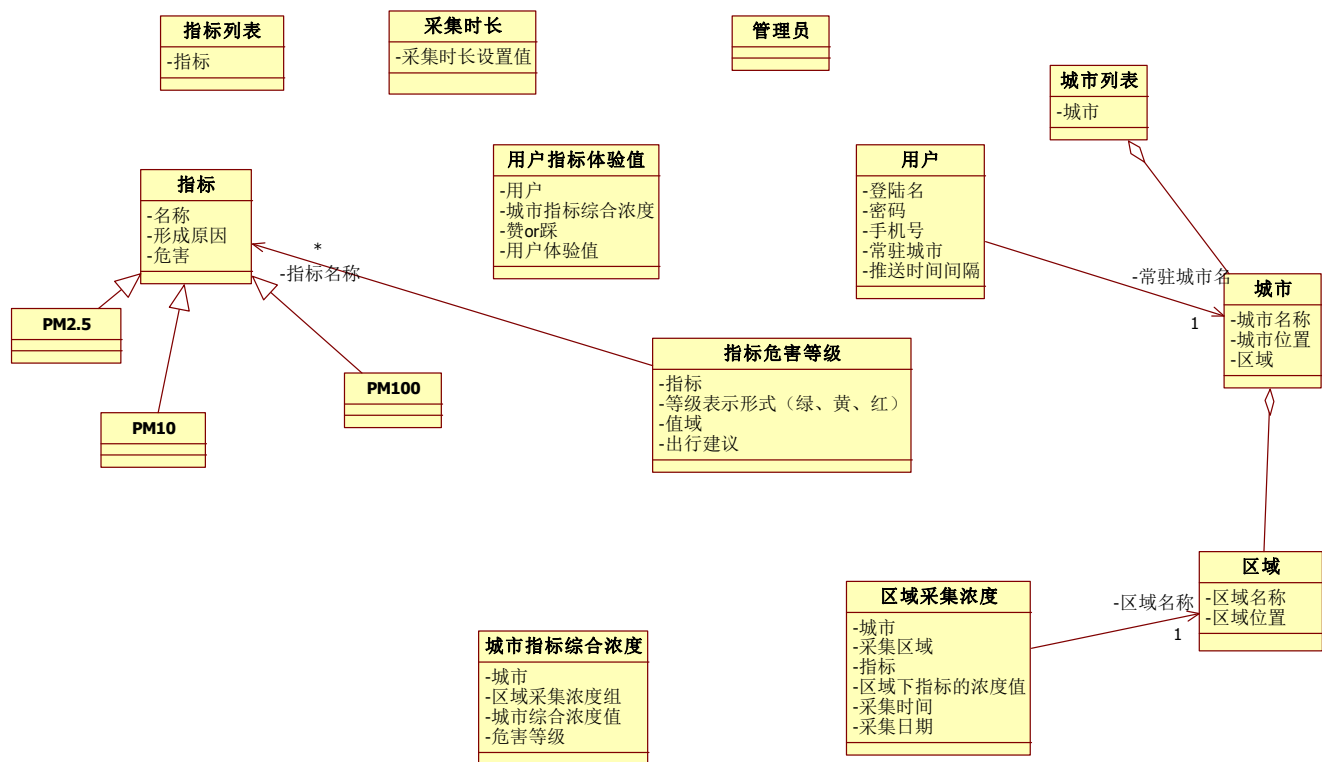 指标列表
-指标
采集时长
-采集时长设置值
管理员
城市列表
-城市
指标
-名称
-形成原因
-危害
用户指标体验值
-用户
-城市指标综合浓度
-赞or踩
-用户体验值
用户
-登陆名
-密码
-手机号
-常驻城市
-推送时间间隔
*
-指标名称
-常驻城市名
1
城市
-城市名称
-城市位置
-区域
PM2.5
PM10
PM100
指标危害等级
-指标
-等级表示形式（绿、黄、红）
-值域
-出行建议
城市指标综合浓度
-城市
-区域采集浓度组
-城市综合浓度值
-危害等级
区域采集浓度
-城市
-采集区域
-指标
-区域下指标的浓度值
-采集时间
-采集日期
-区域名称
1
区域
-区域名称
-区域位置